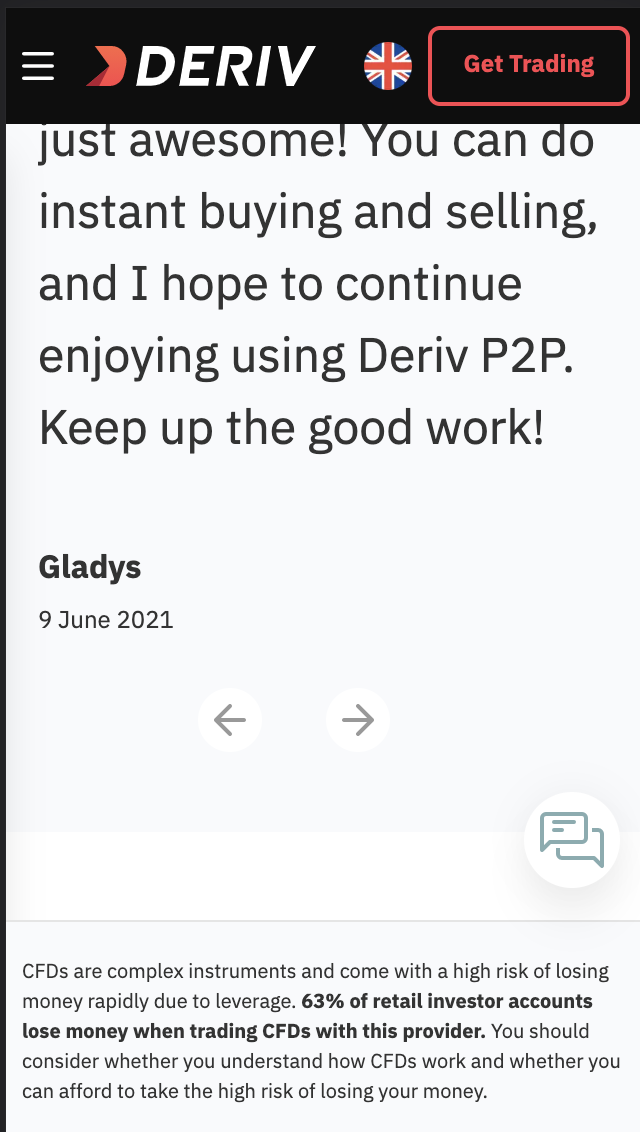 DERIV
Get Trading
just awesome! You can do
instant buying and selling,
and I hope to continue
enjoying using Deriv P2P.
Keep up the good work!
Gladys
9 June 2021
CFDs are complex instruments and come with a high risk of losing
money rapidly due to leverage. 63% of retail investor accounts
lose money when trading CFDs with this provider. You should
consider whether you understand how CFDs work and whether you
can afford to take the high risk of losing your money.